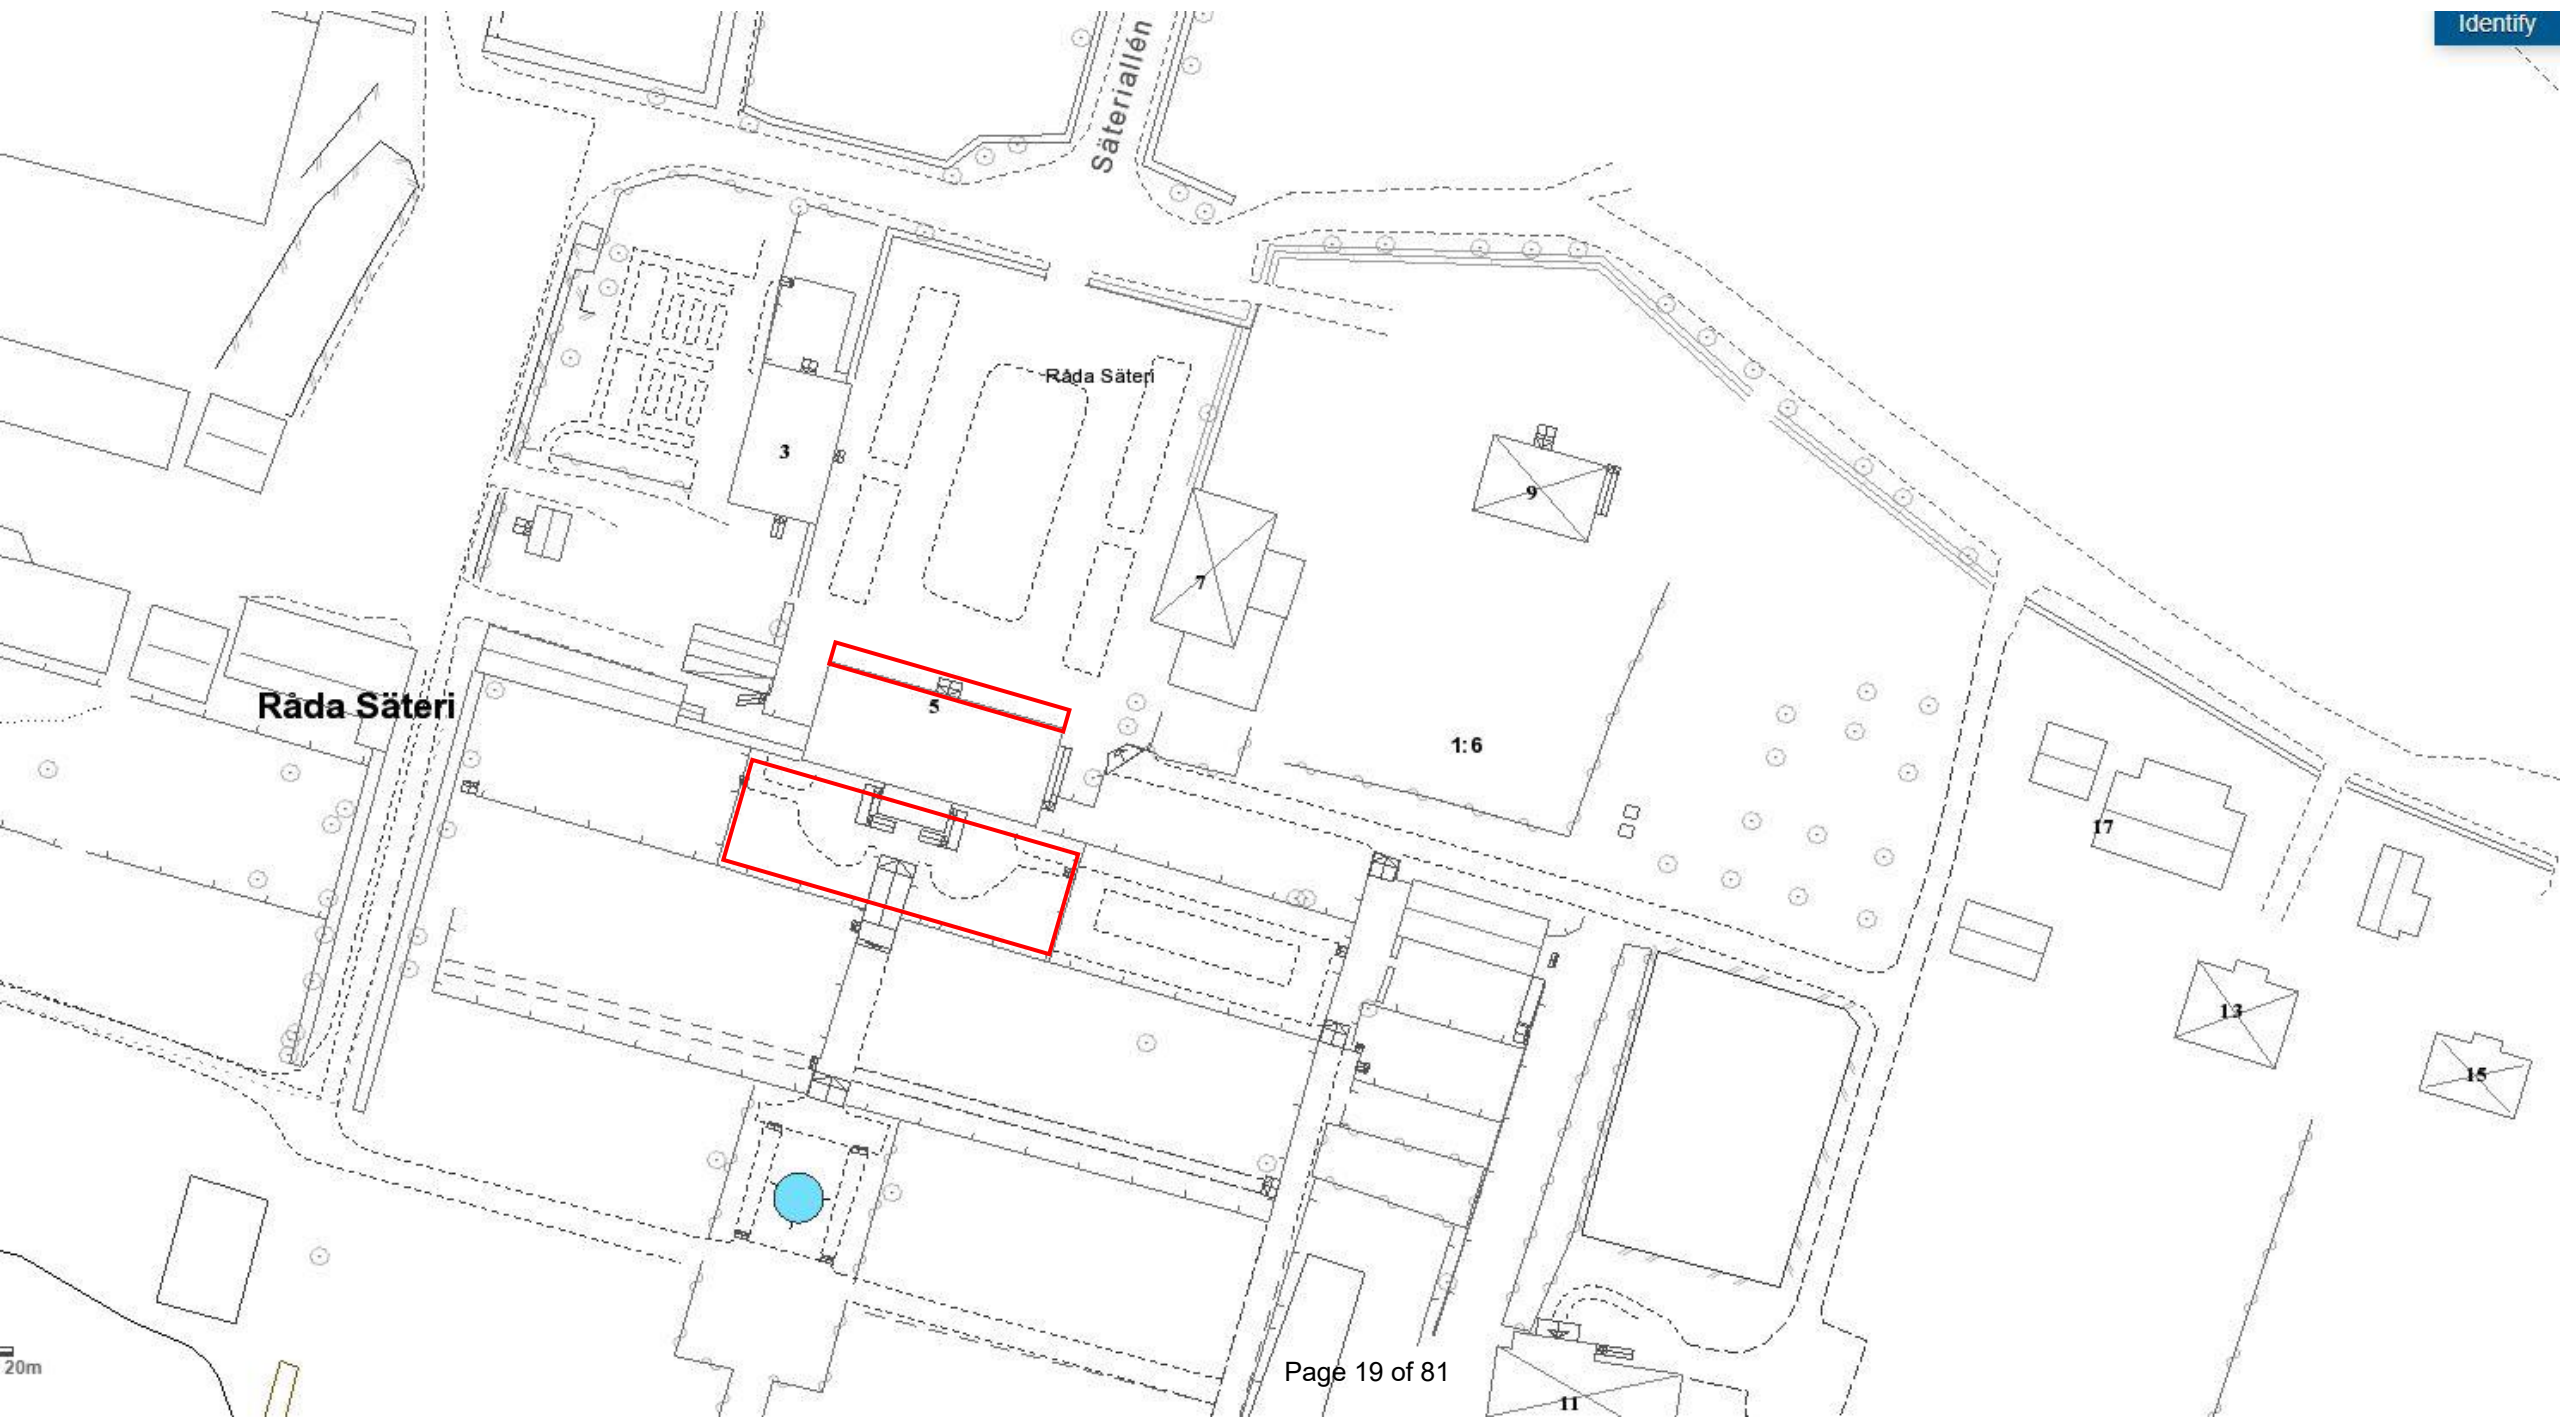 Identify
Säteriallén
Råda Säteri
3
9
7
5
Råda Säteri
1:6
17
13
15
20m
Page 19 of 81
11